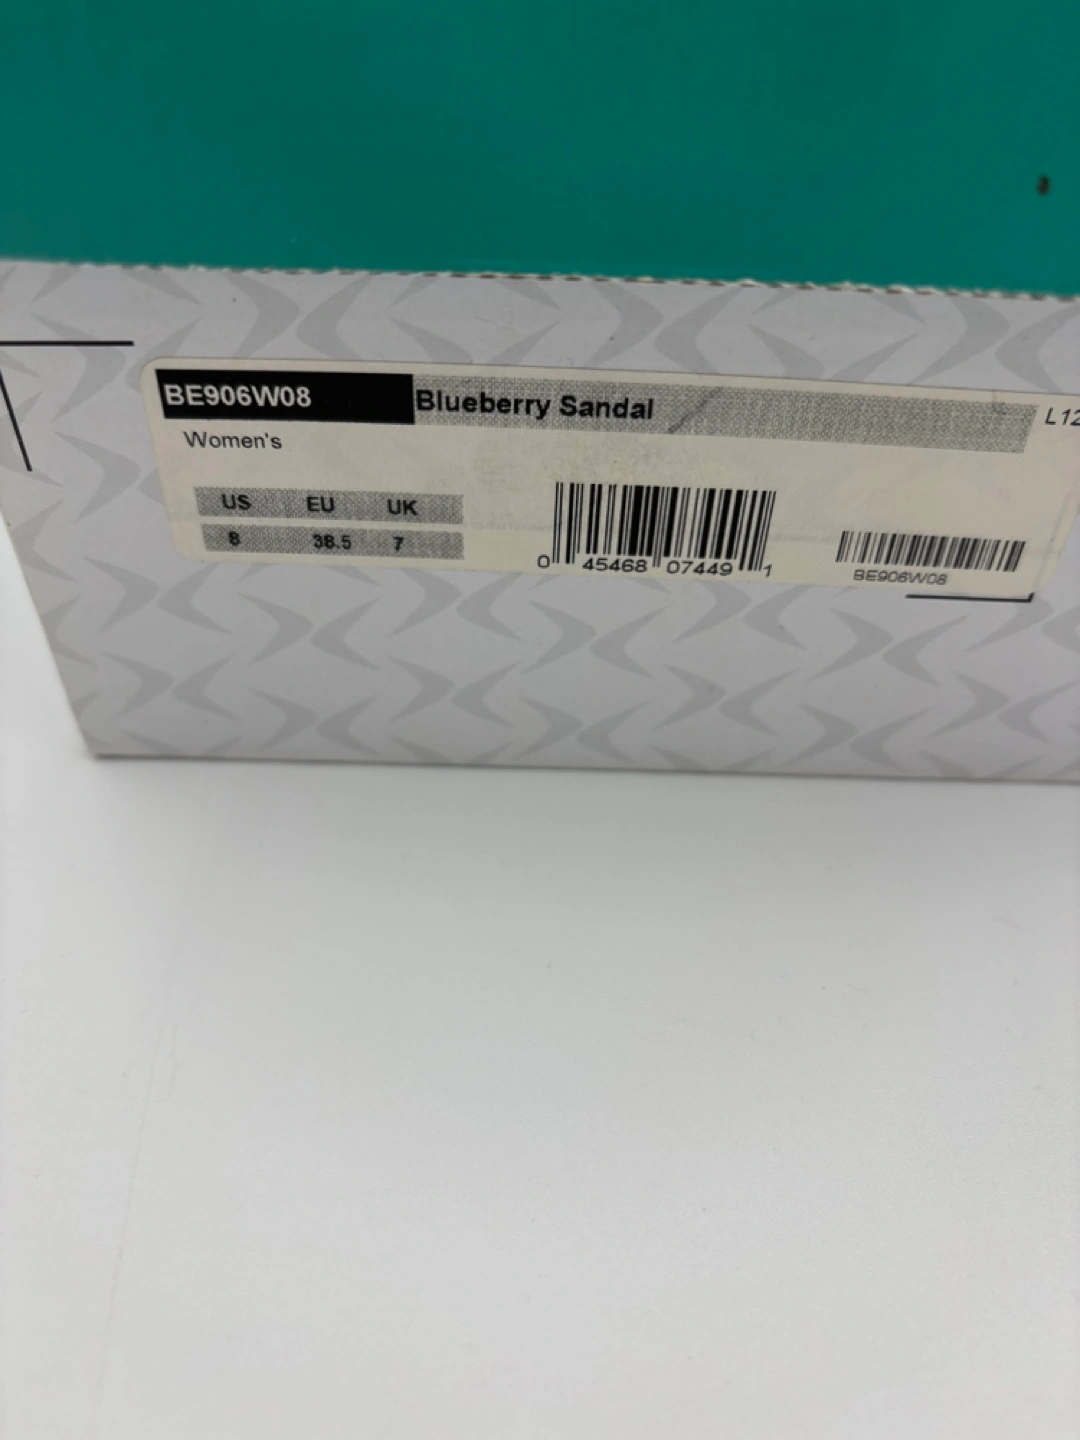 BE906W08 Blueberry Sandal L12
Women's
US EU UK
8 38.5 7
0 45468 07449 1
BE906W08